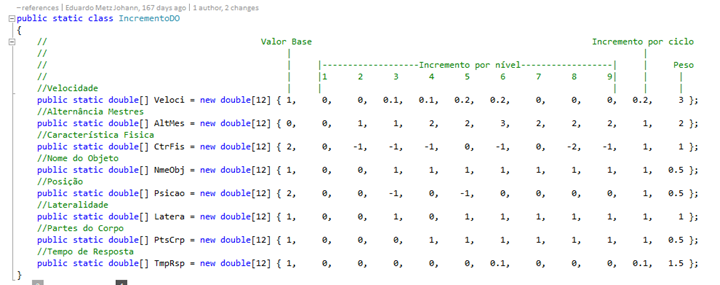 –references | Eduardo Metz Johann, 167 days ago | 1 author, 2 changes
public static class IncrementoDO
{
// Valor Base Incremento por ciclo
// | |
// | |-------------------Incremento por nível------------------| | Peso
// | |1 2 3 4 5 6 7 8 9| | |
//Velocidade | | | | |
public static double[] Veloci = new double[12] { 1, 0, 0, 0.1, 0.1, 0.2, 0.2, 0, 0, 0, 0.2, 3 };
//Alternância Mestres
public static double[] AltMes = new double[12] { 0, 0, 1, 1, 2, 2, 3, 2, 2, 2, 1, 2 };
//Característica Física
public static double[] CtrFis = new double[12] { 2, 0, -1, -1, -1, 0, -1, 0, -2, -1, 1, 1 };
//Nome do Objeto
public static double[] NmeObj = new double[12] { 1, 0, 0, 1, 1, 1, 1, 1, 1, 1, 1, 0.5 };
//Posição
public static double[] Psicao = new double[12] { 2, 0, 0, -1, 0, -1, 0, 0, 0, 0, 1, 0.5 };
//Lateralidade
public static double[] Latera = new double[12] { 1, 0, 0, 1, 0, 1, 1, 1, 1, 1, 1, 1 };
//Partes do Corpo
public static double[] PtsCrp = new double[12] { 1, 0, 0, 0, 1, 1, 1, 1, 1, 1, 1, 0.5 };
//Tempo de Resposta
public static double[] TmpRsp = new double[12] { 1, 0, 0, 0, 0, 0, 0.1, 0, 0, 0, 0.1, 1.5 };
}